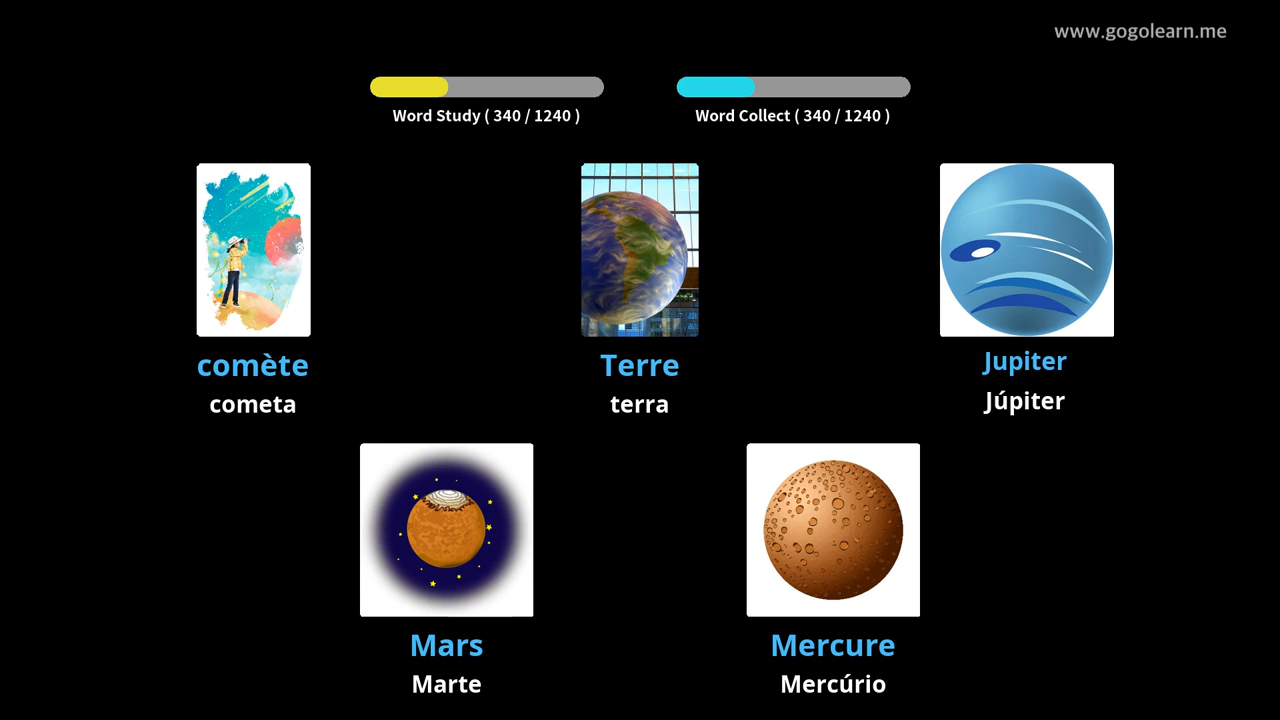 www.gogolearn.me
Word Study ( 340 / 1240 )
Word Collect ( 340 / 1240 )
comète
cometa
Terre
terra
Jupiter
Júpiter
Mars
Marte
Mercure
Mercúrio